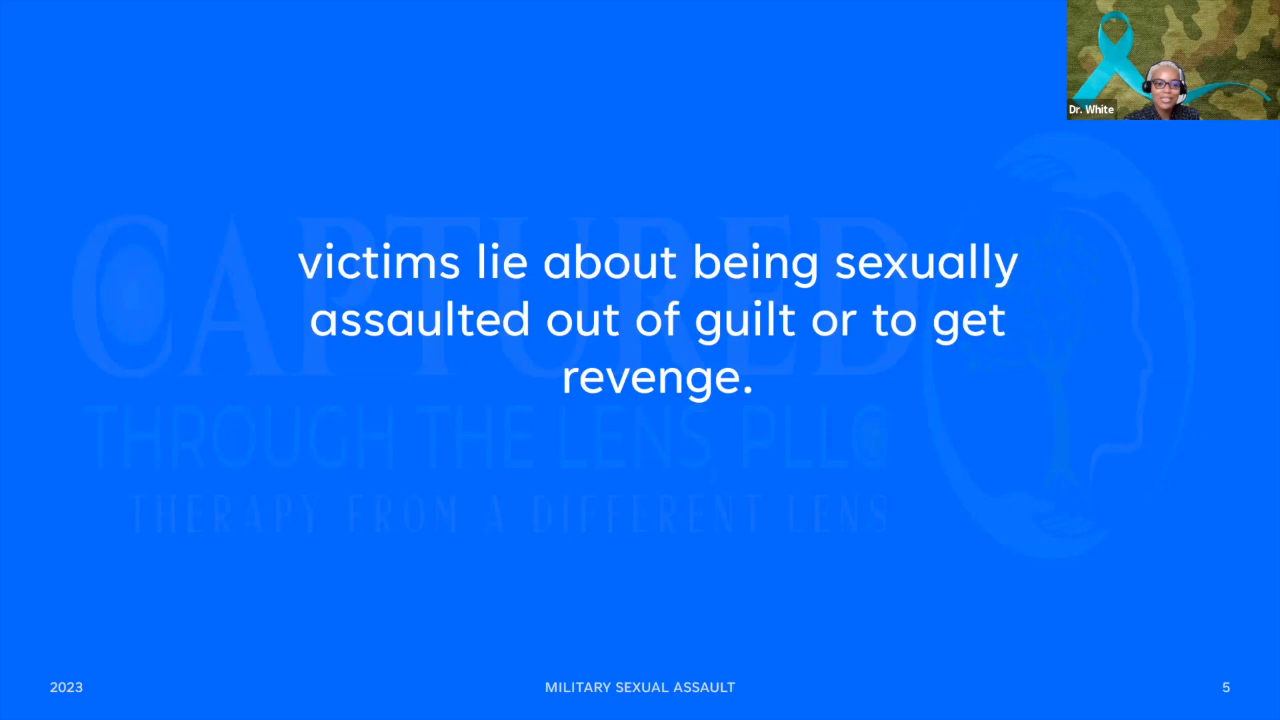 Dr. White
CAPTURED
victims lie about being sexually
assaulted out of guilt or to get
revenge.
THROUGH THE LENS, PLLC
THERAPY FROM A DIFFERENT LENS
2023
MILITARY SEXUAL ASSAULT
5